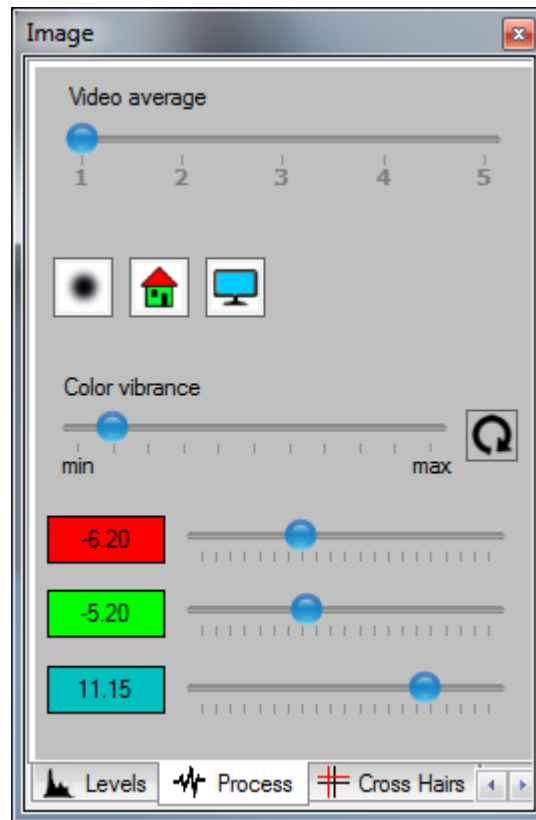 Image
Video average
1 2 3 4 5
Color vibrance
min max
-6.20
-5.20
11.15
Levels Process Cross Hairs